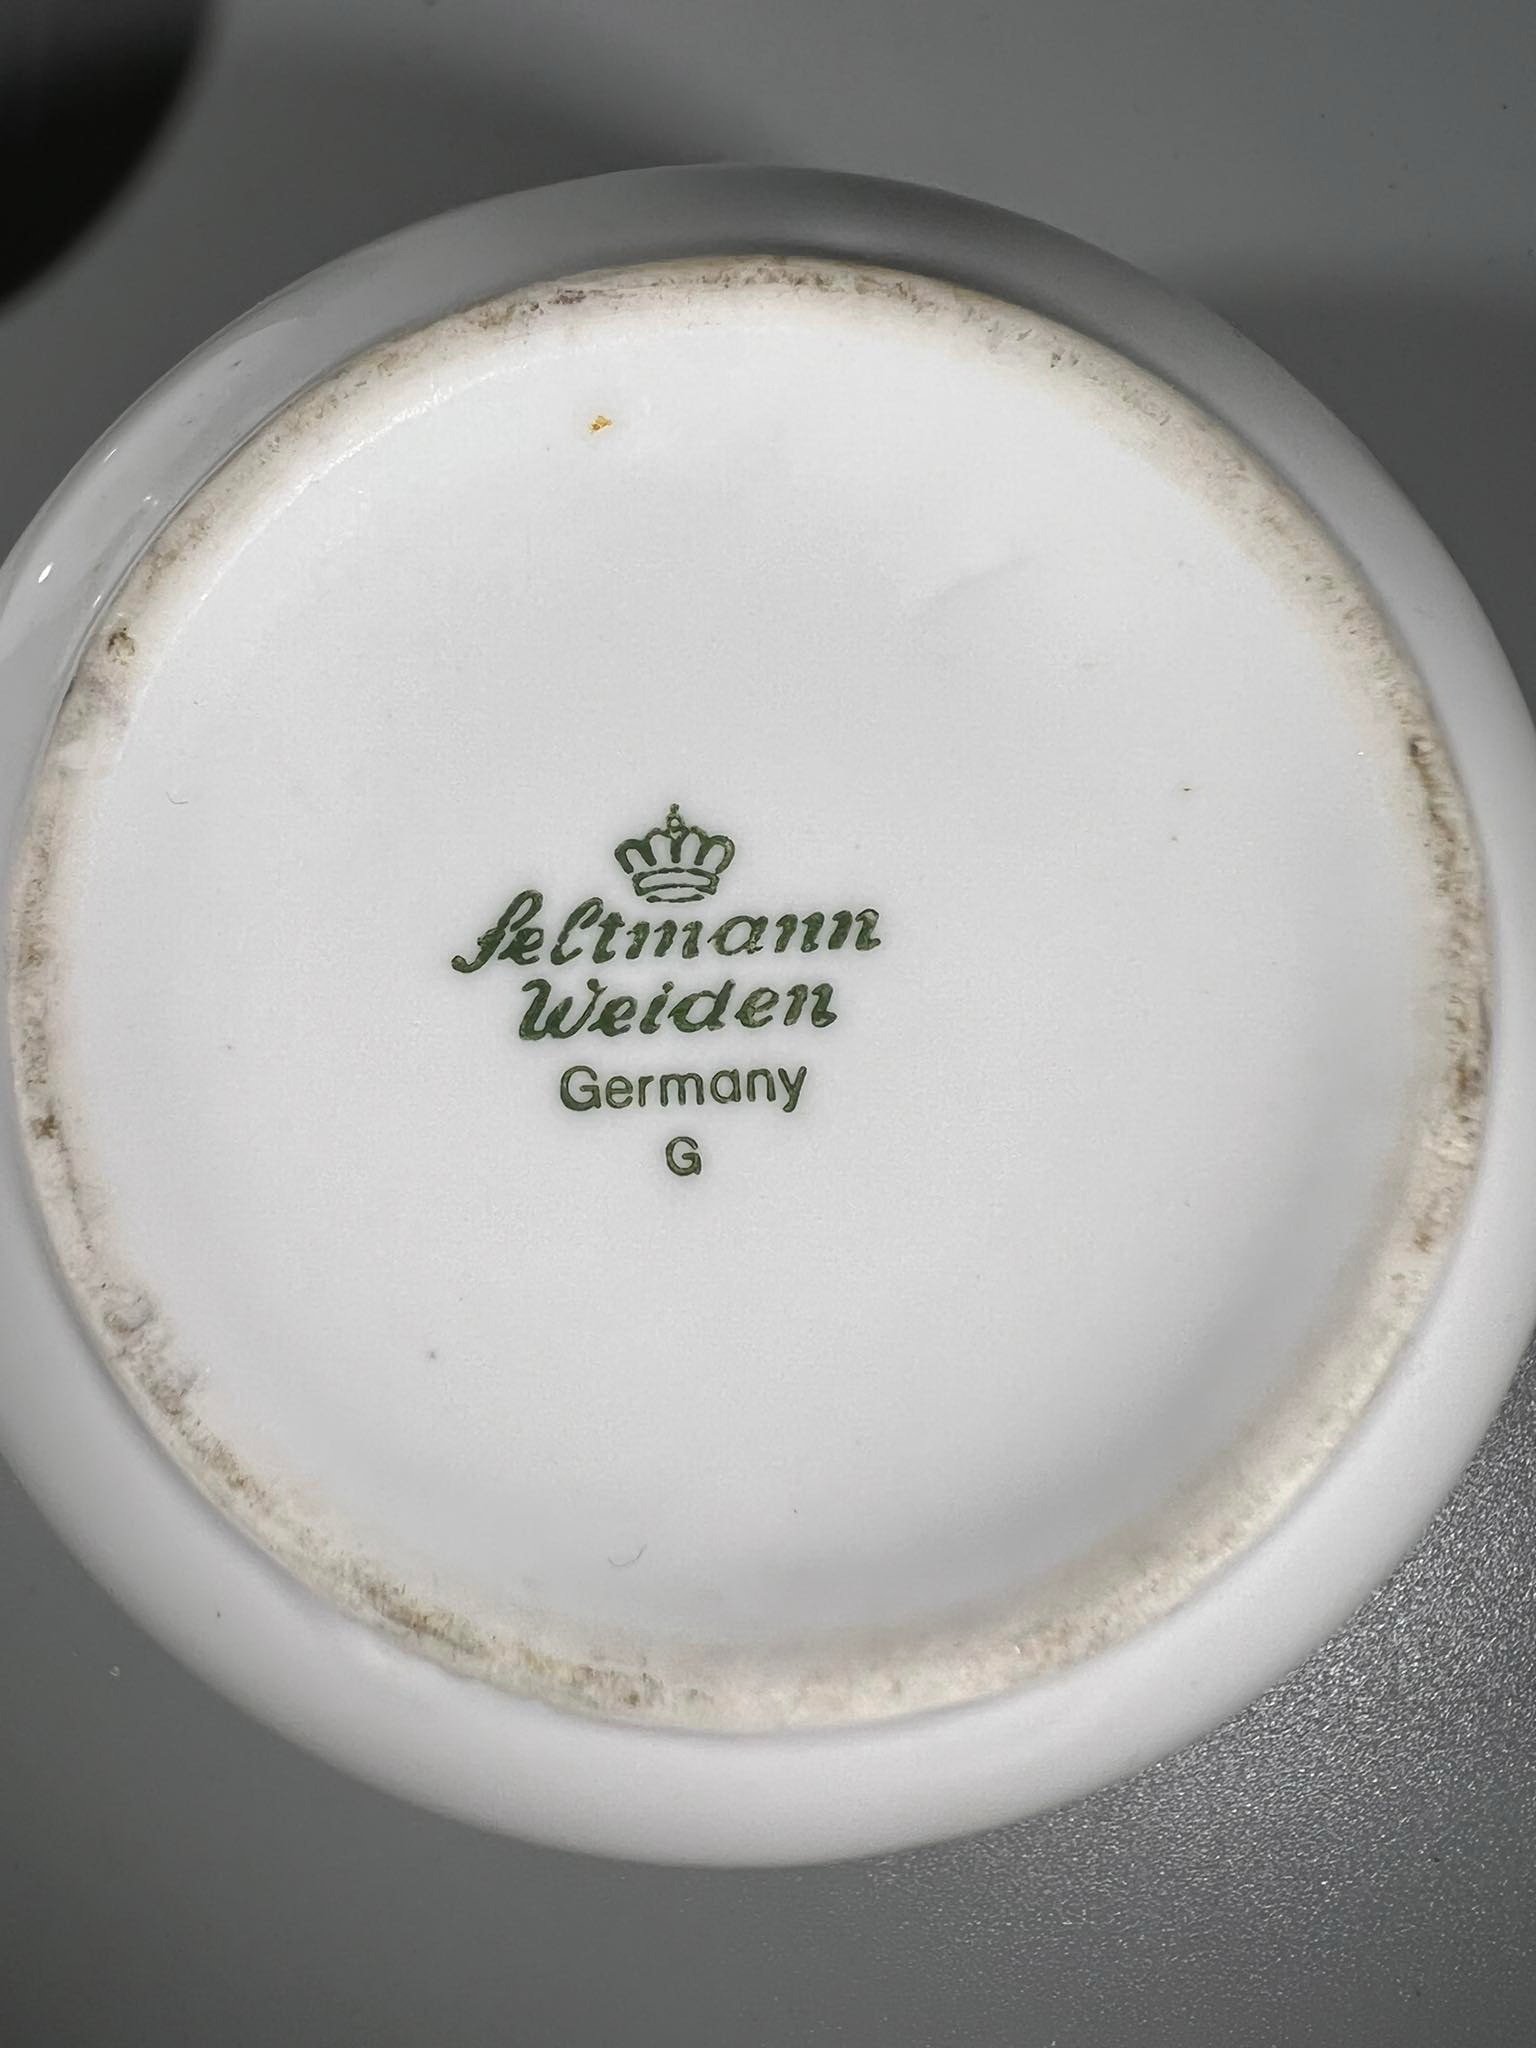 Seltmann
Weiden
Germany
G